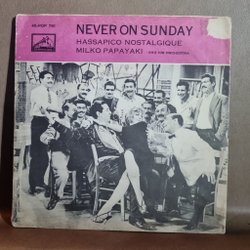 NEVER ON SUNDAY
HASSAPICO NOSTALGIQUE
MILKO PAPAYAKI AND HIS ORCHESTRA